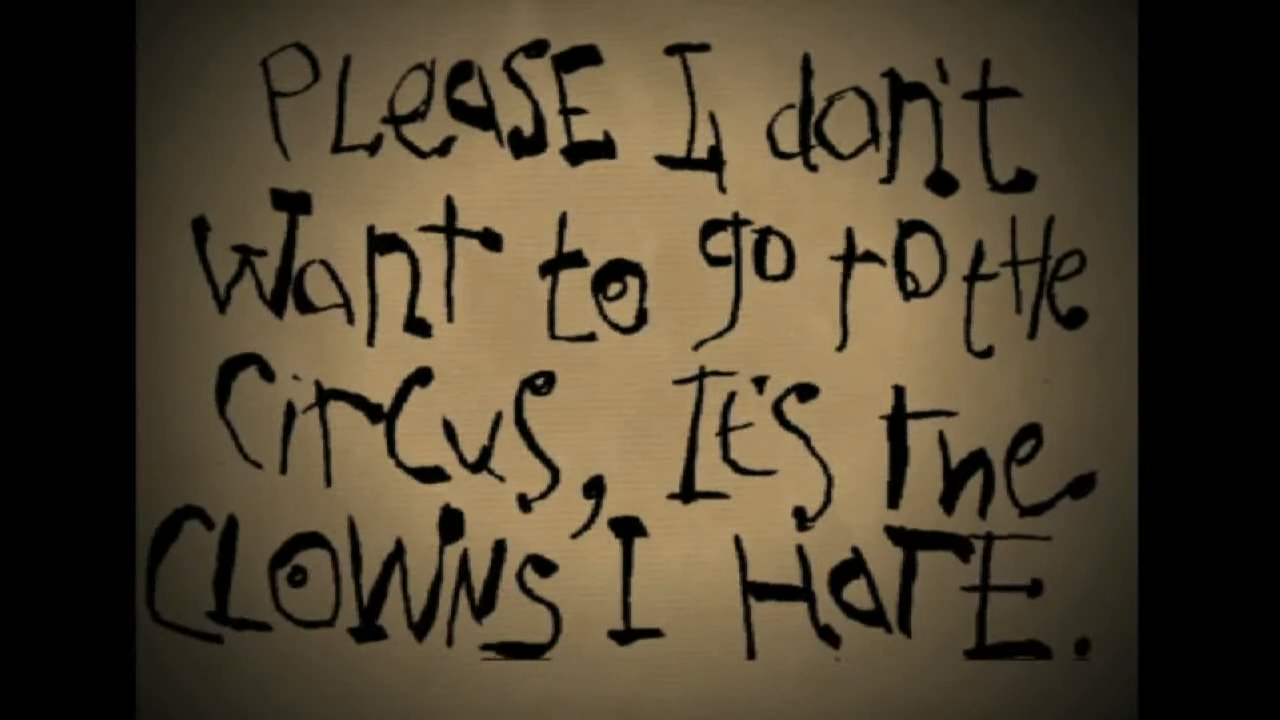 PLeaSE I don't
Want to go to the
Circus, It's the
CLOWNS I HaTE.